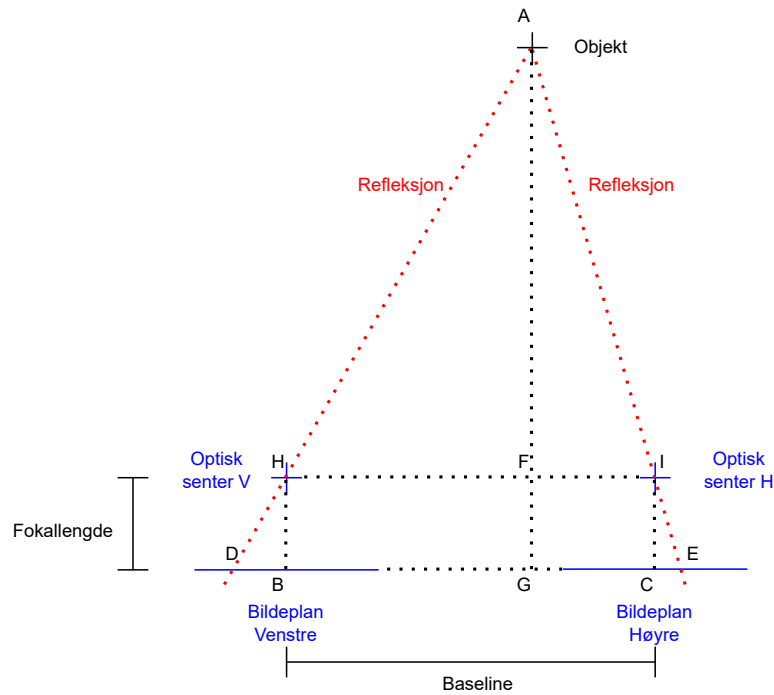 A
Objekt
Refleksjon
Refleksjon
Optisk
senter V
H
F
I
Optisk
senter H
Fokallengde
D
E
B
G
C
Bildeplan
Venstre
Bildeplan
Høyre
Baseline